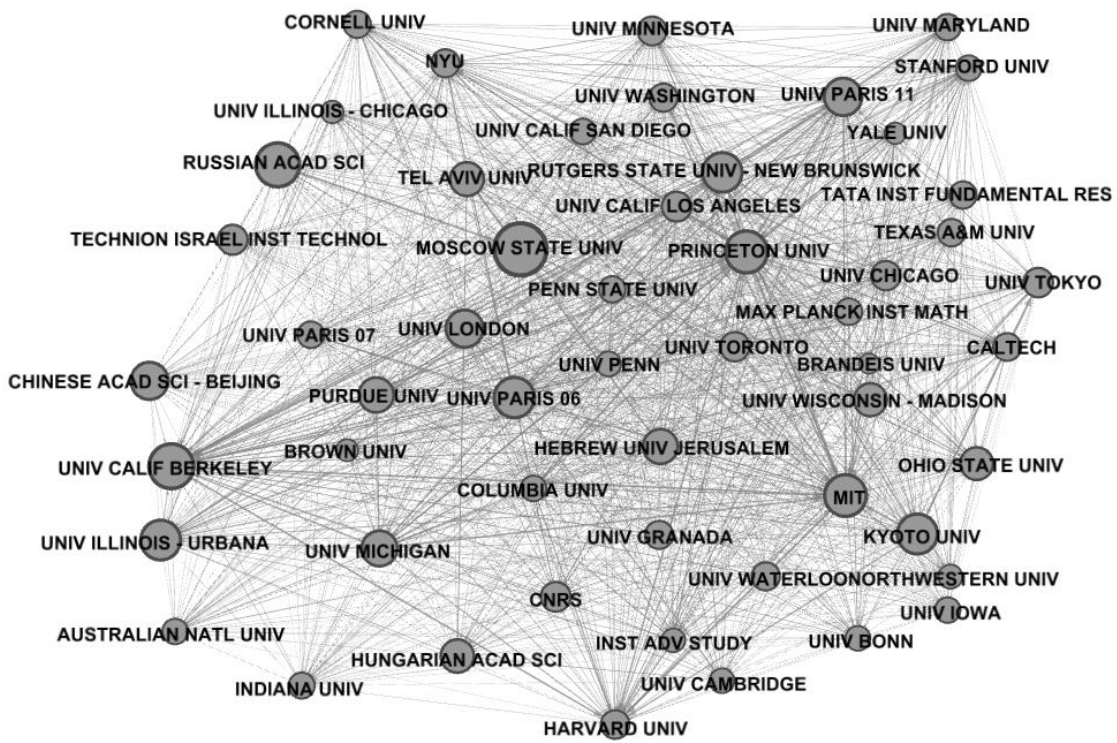 CORNELL UNIV
UNIV MINNESOTA
UNIV MARYLAND
NYU
STANFORD UNIV
UNIV WASHINGTON
UNIV PARIS 11
UNIV ILLINOIS - CHICAGO
UNIV CALIF SAN DIEGO
YALE UNIV
RUSSIAN ACAD SCI
TEL AVIV UNIV
RUTGERS STATE UNIV - NEW BRUNSWICK
TATA INST FUNDAMENTAL RES
UNIV CALIF LOS ANGELES
TECHNION ISRAEL INST TECHNOL
MOSCOW STATE UNIV
PRINCETON UNIV
TEXAS A&M UNIV
UNIV CHICAGO
UNIV TOKYO
PENN STATE UNIV
MAX PLANCK INST MATH
UNIV PARIS 07
UNIV LONDON
UNIV TORONTO
CALTECH
UNIV PENN
BRANDEIS UNIV
CHINESE ACAD SCI - BEIJING
PURDUE UNIV
UNIV PARIS 06
UNIV WISCONSIN - MADISON
BROWN UNIV
HEBREW UNIV JERUSALEM
UNIV CALIF BERKELEY
OHIO STATE UNIV
COLUMBIA UNIV
MIT
UNIV ILLINOIS - URBANA
UNIV MICHIGAN
UNIV GRANADA
KYOTO UNIV
UNIV WATERLOO
NORTHWESTERN UNIV
CNRS
UNIV IOWA
AUSTRALIAN NATL UNIV
INST ADV STUDY
UNIV BONN
HUNGARIAN ACAD SCI
INDIANA UNIV
UNIV CAMBRIDGE
HARVARD UNIV